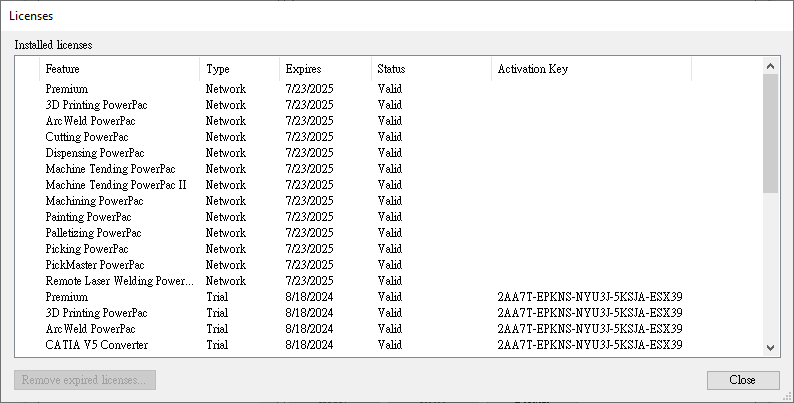 Licenses
Installed licenses
Feature Type Expires Status Activation Key
Premium Network 7/23/2025 Valid
3D Printing PowerPac Network 7/23/2025 Valid
ArcWeld PowerPac Network 7/23/2025 Valid
Cutting PowerPac Network 7/23/2025 Valid
Dispensing PowerPac Network 7/23/2025 Valid
Machine Tending PowerPac Network 7/23/2025 Valid
Machine Tending PowerPac II Network 7/23/2025 Valid
Machining PowerPac Network 7/23/2025 Valid
Painting PowerPac Network 7/23/2025 Valid
Palletizing PowerPac Network 7/23/2025 Valid
Picking PowerPac Network 7/23/2025 Valid
PickMaster PowerPac Network 7/23/2025 Valid
Remote Laser Welding Power... Network 7/23/2025 Valid
Premium Trial 8/18/2024 Valid 2AA7T-EPKNS-NYU3J-5KSJA-ESX39
3D Printing PowerPac Trial 8/18/2024 Valid 2AA7T-EPKNS-NYU3J-5KSJA-ESX39
ArcWeld PowerPac Trial 8/18/2024 Valid 2AA7T-EPKNS-NYU3J-5KSJA-ESX39
CATIA V5 Converter Trial 8/18/2024 Valid 2AA7T-EPKNS-NYU3J-5KSJA-ESX39
Remove expired licenses... Close